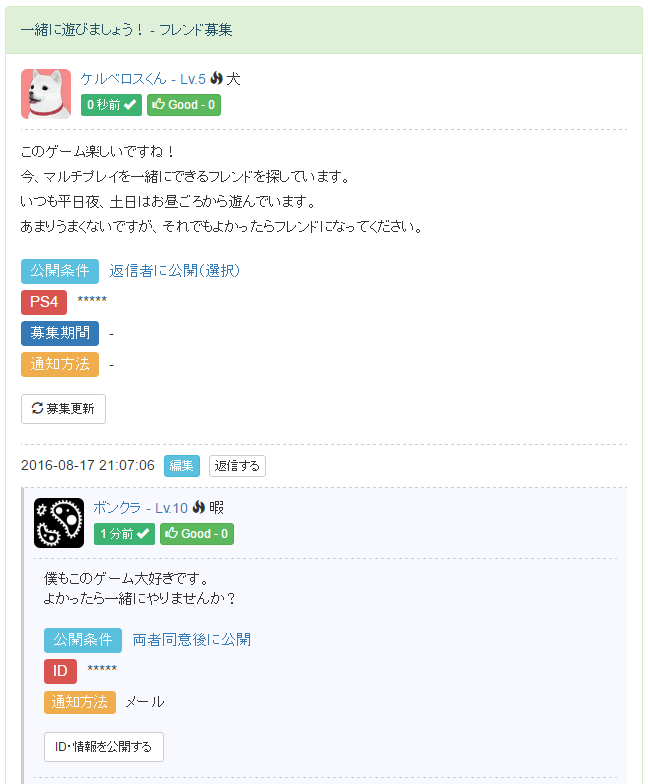 一緒に遊びましょう！ - フレンド募集
ケルベロスくん - Lv.5 犬
0 秒前 Good - 0
このゲーム楽しいですね！
今、マルチプレイを一緒にできるフレンドを探しています。
いつも平日夜、土日はお昼ごろから遊んでいます。
あまりうまくないですが、それでもよかったらフレンドになってください。
公開条件 返信者に公開（選択）
PS4 *****
募集期間 -
通知方法 -
募集更新
2016-08-17 21:07:06 編集 返信する
ボンクラ - Lv.10 暇
1 分前 Good - 0
僕もこのゲーム大好きです。
よかったら一緒にやりませんか？
公開条件 両者同意後に公開
ID *****
通知方法 メール
ID・情報を公開する